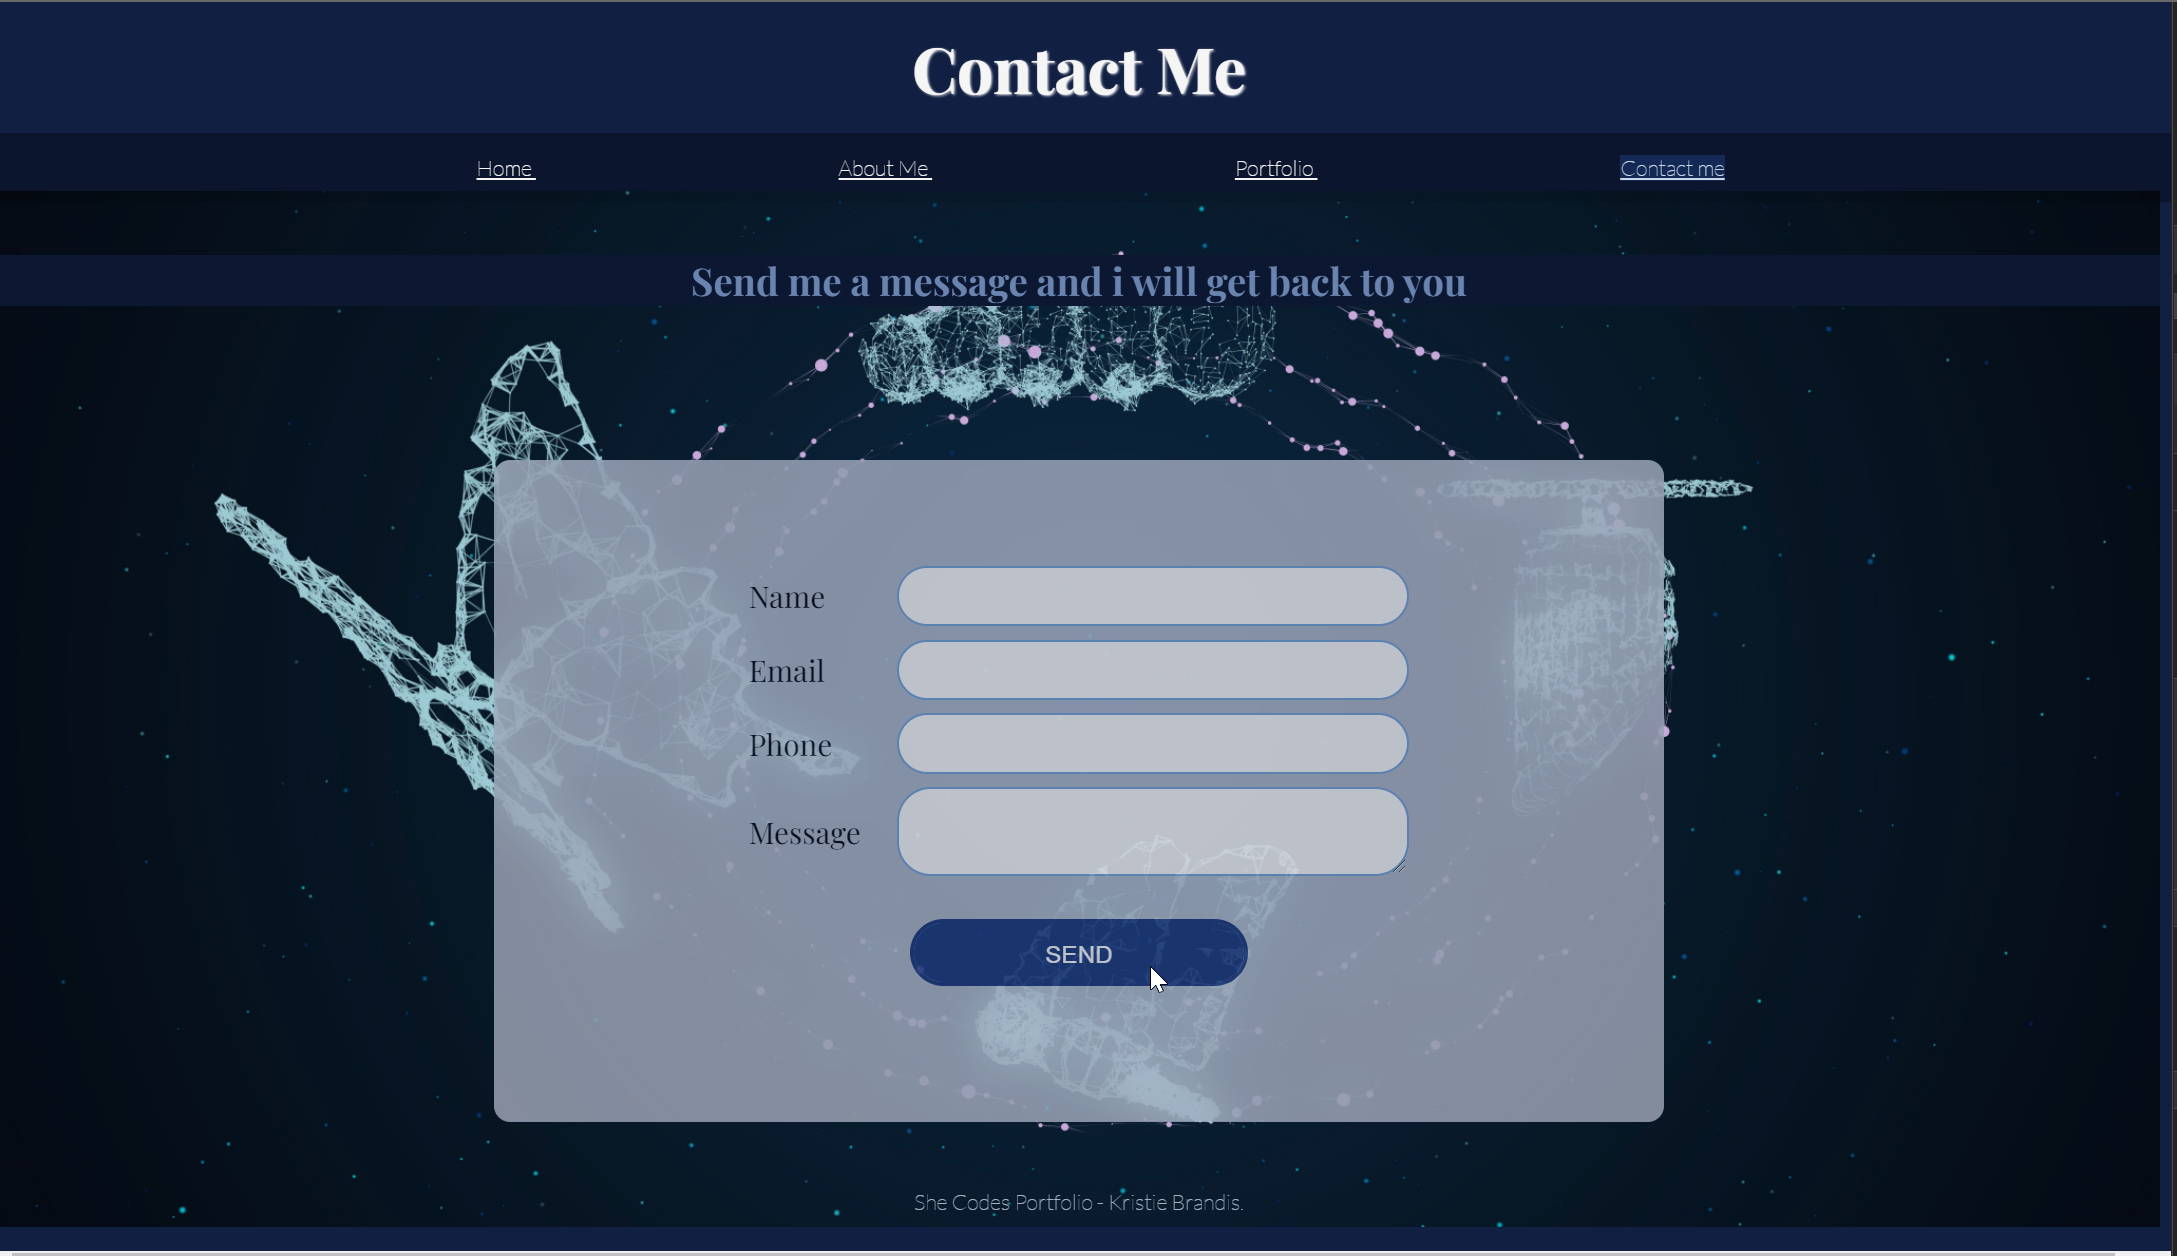 Contact Me
Home
About Me
Portfolio
Contact me
Send me a message and i will get back to you
Name
Email
Phone
Message
SEND
She Codes Portfolio - Kristie Brandis.